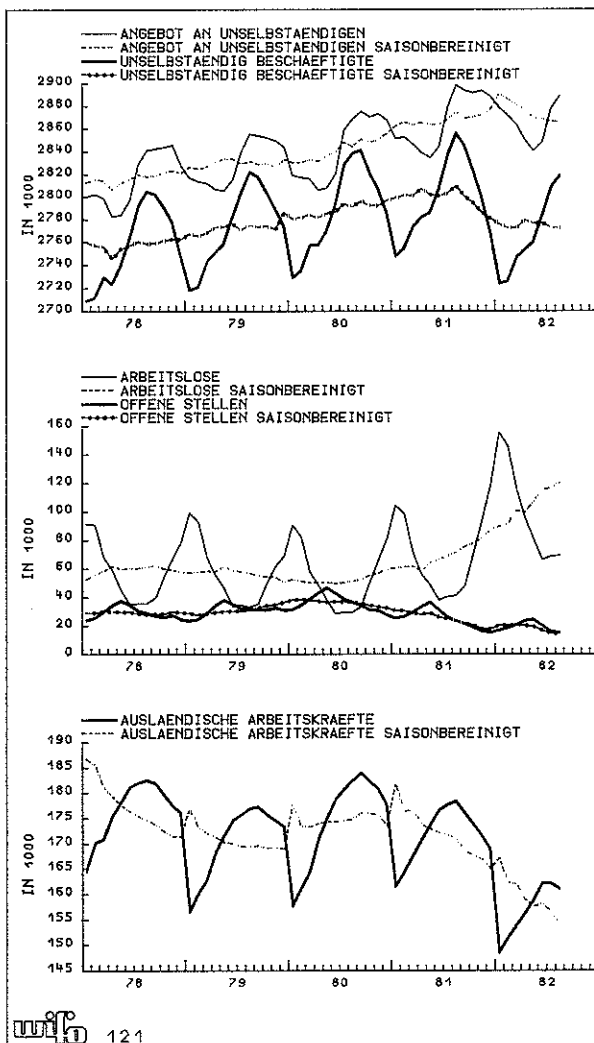 ANGEBOT AN UNSELBSTAENDIGEN
ANGEBOT AN UNSELBSTAENDIGEN SAISONBEREINIGT
UNSELBSTAENDIG BESCHAEFTIGTE
UNSELBSTAENDIG BESCHAEFTIGTE SAISONBEREINIGT
2900
2880
2860
2840
2820
2800
2780
2760
2740
2720
2700
IN 1000
78 79 80 81 82
ARBEITSLOSE
ARBEITSLOSE SAISONBEREINIGT
OFFENE STELLEN
OFFENE STELLEN SAISONBEREINIGT
160
140
120
100
80
60
40
20
0
IN 1000
78 79 80 81 82
AUSLAENDISCHE ARBEITSKRAEFTE
AUSLAENDISCHE ARBEITSKRAEFTE SAISONBEREINIGT
190
185
180
175
170
165
160
155
150
145
IN 1000
78 79 80 81 82
wifo 121